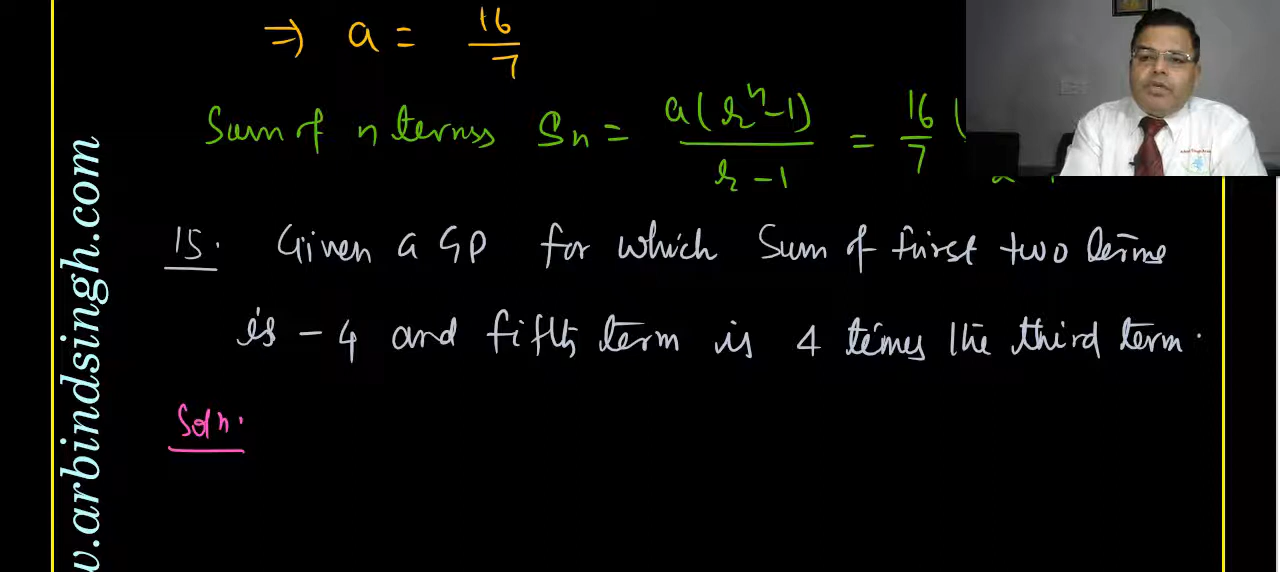 ⇒ a = 16/7
Sum of n terms Sn = a(r^n - 1)/(r - 1) = 16/7 (
15. Given a GP for which Sum of first two terms
is -4 and fifth term is 4 times the third term.
Soln.
w.arbindsingh.com